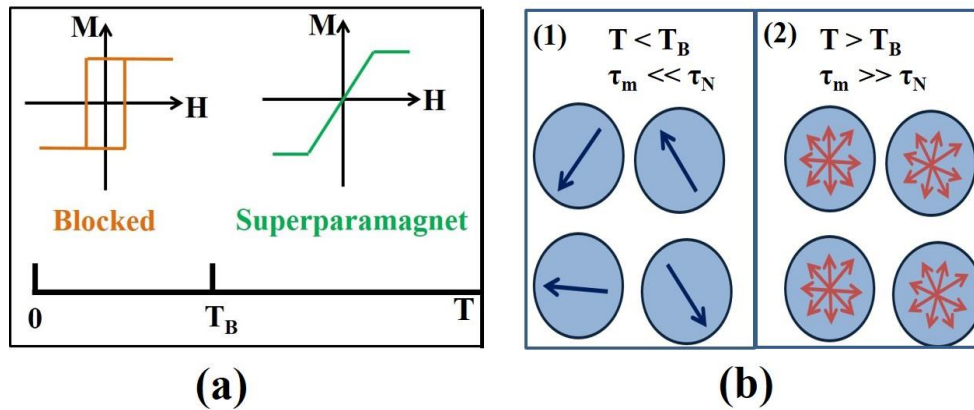 M
H
Blocked
M
H
Superparamagnet
0
T_B
T
(a)
(1)
T < T_B
τ_m << τ_N
(2)
T > T_B
τ_m >> τ_N
(b)